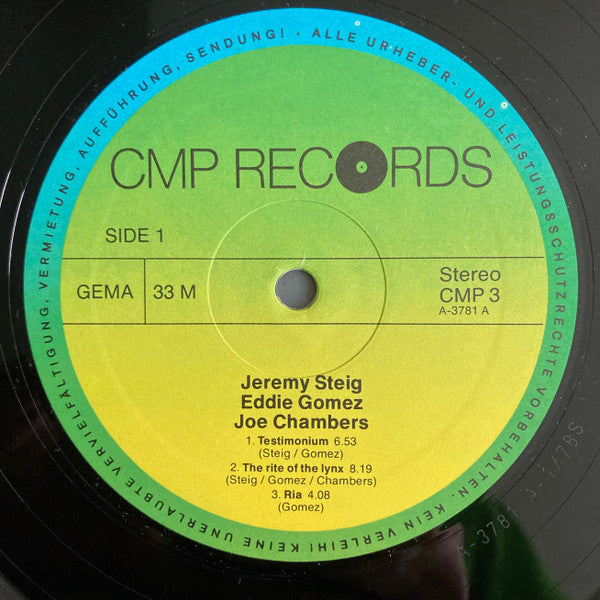 ALLE URHEBER- UND LEISTUNGSSCHUTZRECHTE VORBEHALTEN. KEIN VERLEIH! KEINE UNERLAUBTE VERVIELFÄLTIGUNG, VERMIETUNG, AUFFÜHRUNG, SENDUNG! ·
CMP RECORDS
SIDE 1
GEMA 33 M
Stereo
CMP 3
A-3781 A
Jeremy Steig
Eddie Gomez
Joe Chambers
1. Testimonium 6.53
(Steig / Gomez)
2. The rite of the lynx 8.19
(Steig / Gomez / Chambers)
3. Ria 4.08
(Gomez)